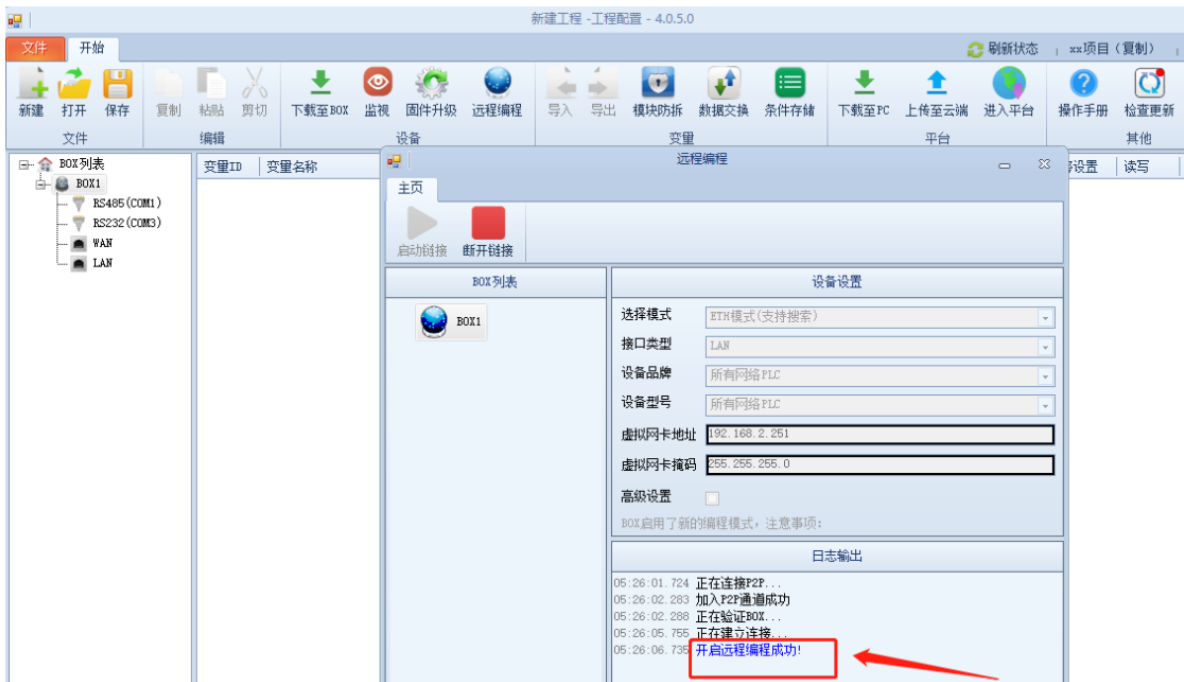 新建工程 -工程配置 - 4.0.5.0
文件 开始 刷新状态 xx项目（复制）
新建 打开 保存 复制 粘贴 剪切 下载至BOX 监视 固件升级 远程编程 导入 导出 模块防拆 数据交换 条件存储 下载至PC 上传至云端 进入平台 操作手册 检查更新
文件 编辑 设备 变量 平台 其他
BOX列表
BOX1
RS485(COM1)
RS232(COM3)
WAN
LAN
变量ID 变量名称 设置 读写
远程编程
主页
启动链接 断开链接
BOX列表
BOX1
设备设置
选择模式 ETH模式(支持搜索)
接口类型 LAN
设备品牌 所有网络PLC
设备型号 所有网络PLC
虚拟网卡地址 192.168.2.251
虚拟网卡掩码 255.255.255.0
高级设置
BOX启用了新的编程模式，注意事项：
日志输出
05:26:01.724 正在连接P2P...
05:26:02.283 加入P2P通道成功
05:26:02.288 正在验证BOX...
05:26:05.755 正在建立连接...
05:26:06.735 开启远程编程成功!